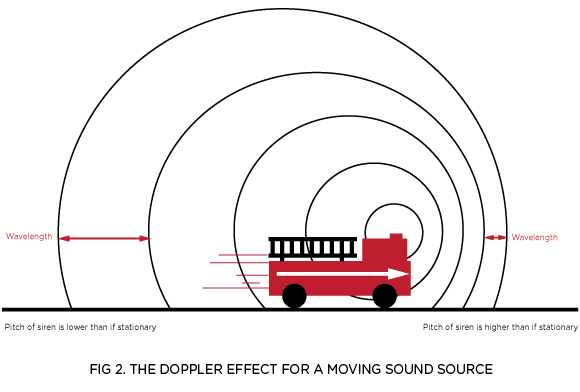 Wavelength
Wavelength
Pitch of siren is lower than if stationary
Pitch of siren is higher than if stationary
FIG 2. THE DOPPLER EFFECT FOR A MOVING SOUND SOURCE